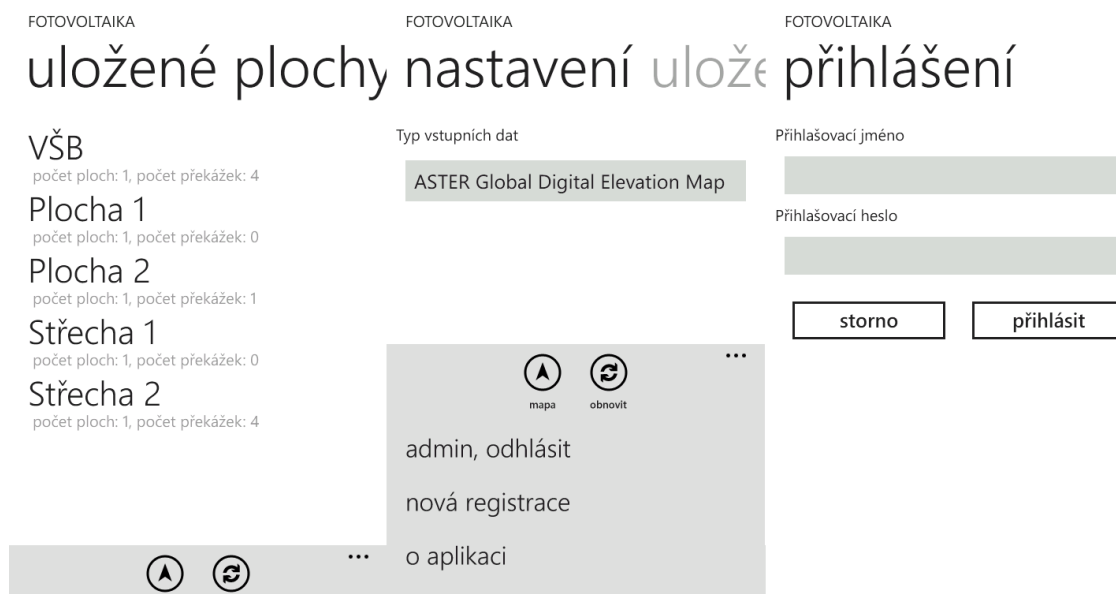 FOTOVOLTAIKA
uložené plochy
VŠB
počet ploch: 1, počet překážek: 4
Plocha 1
počet ploch: 1, počet překážek: 0
Plocha 2
počet ploch: 1, počet překážek: 1
Střecha 1
počet ploch: 1, počet překážek: 0
Střecha 2
počet ploch: 1, počet překážek: 4
FOTOVOLTAIKA
nastavení ulože
Typ vstupních dat
ASTER Global Digital Elevation Map
mapa obnovit
admin, odhlásit
nová registrace
o aplikaci
FOTOVOLTAIKA
přihlášení
Přihlašovací jméno
Přihlašovací heslo
storno přihlásit